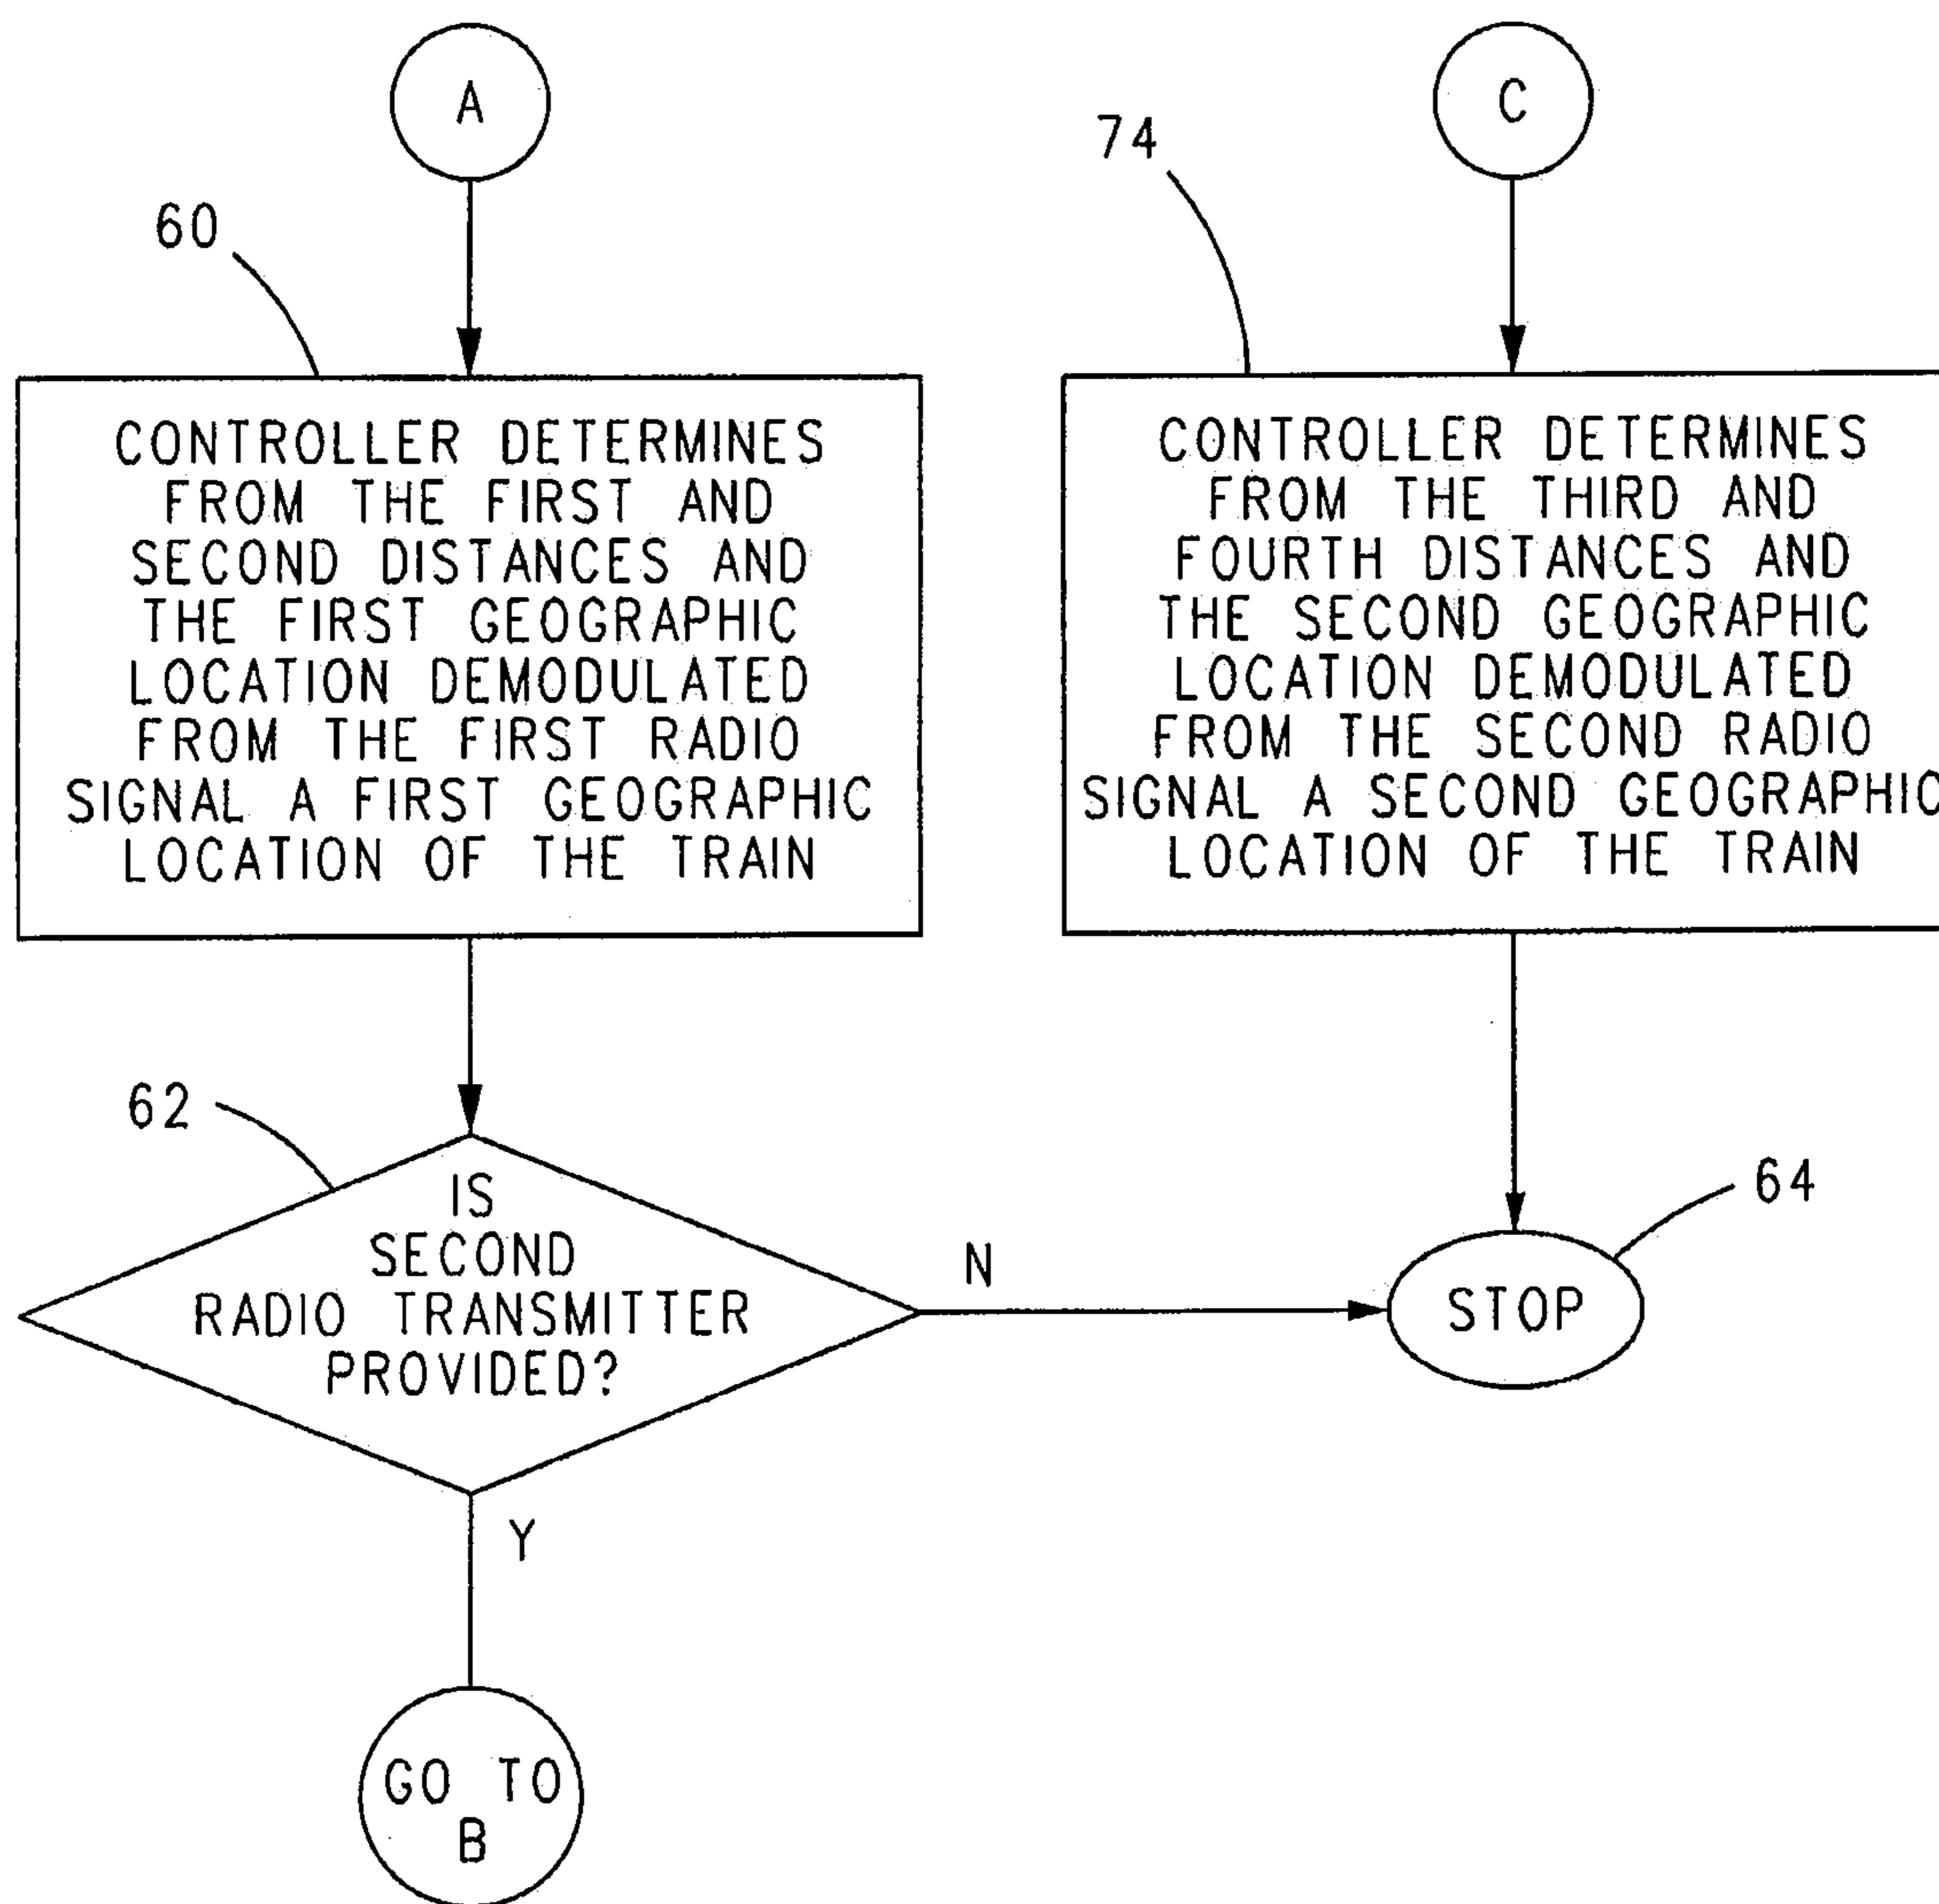 A
60
CONTROLLER DETERMINES
FROM THE FIRST AND
SECOND DISTANCES AND
THE FIRST GEOGRAPHIC
LOCATION DEMODULATED
FROM THE FIRST RADIO
SIGNAL A FIRST GEOGRAPHIC
LOCATION OF THE TRAIN
62
IS
SECOND
RADIO TRANSMITTER
PROVIDED?
N
Y
GO TO
B
C
74
CONTROLLER DETERMINES
FROM THE THIRD AND
FOURTH DISTANCES AND
THE SECOND GEOGRAPHIC
LOCATION DEMODULATED
FROM THE SECOND RADIO
SIGNAL A SECOND GEOGRAPHIC
LOCATION OF THE TRAIN
64
STOP